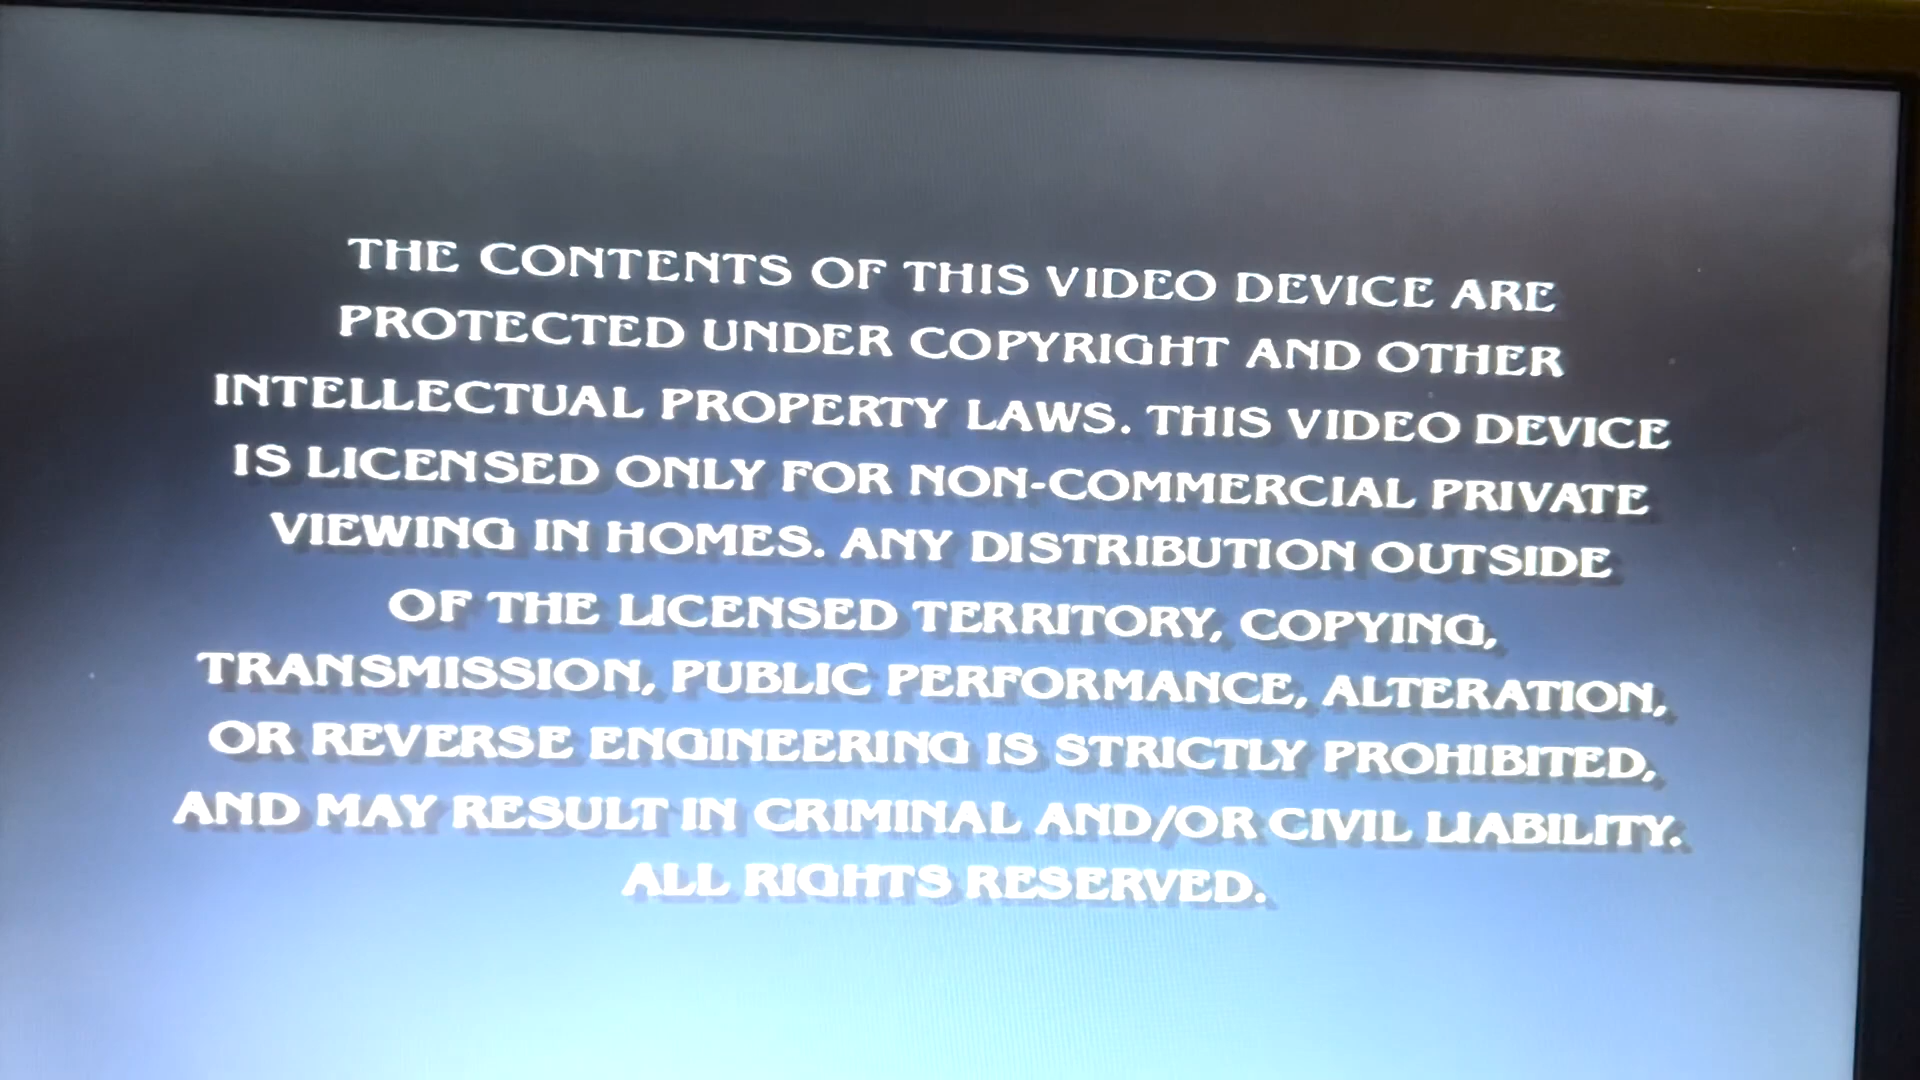 THE CONTENTS OF THIS VIDEO DEVICE ARE
PROTECTED UNDER COPYRIGHT AND OTHER
INTELLECTUAL PROPERTY LAWS. THIS VIDEO DEVICE
IS LICENSED ONLY FOR NON-COMMERCIAL PRIVATE
VIEWING IN HOMES. ANY DISTRIBUTION OUTSIDE
OF THE LICENSED TERRITORY, COPYING,
TRANSMISSION, PUBLIC PERFORMANCE, ALTERATION,
OR REVERSE ENGINEERING IS STRICTLY PROHIBITED,
AND MAY RESULT IN CRIMINAL AND/OR CIVIL LIABILITY.
ALL RIGHTS RESERVED.